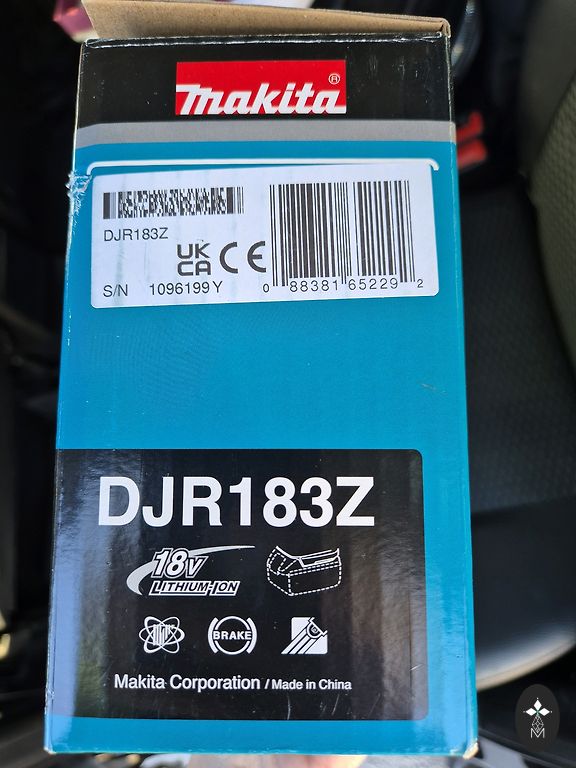 makita®
DJR183Z
UK
CA CE
S/N 1096199Y
0 88381 65229 2
DJR183Z
18V
LITHIUM-ION
BRAKE
Makita Corporation / Made in China
M